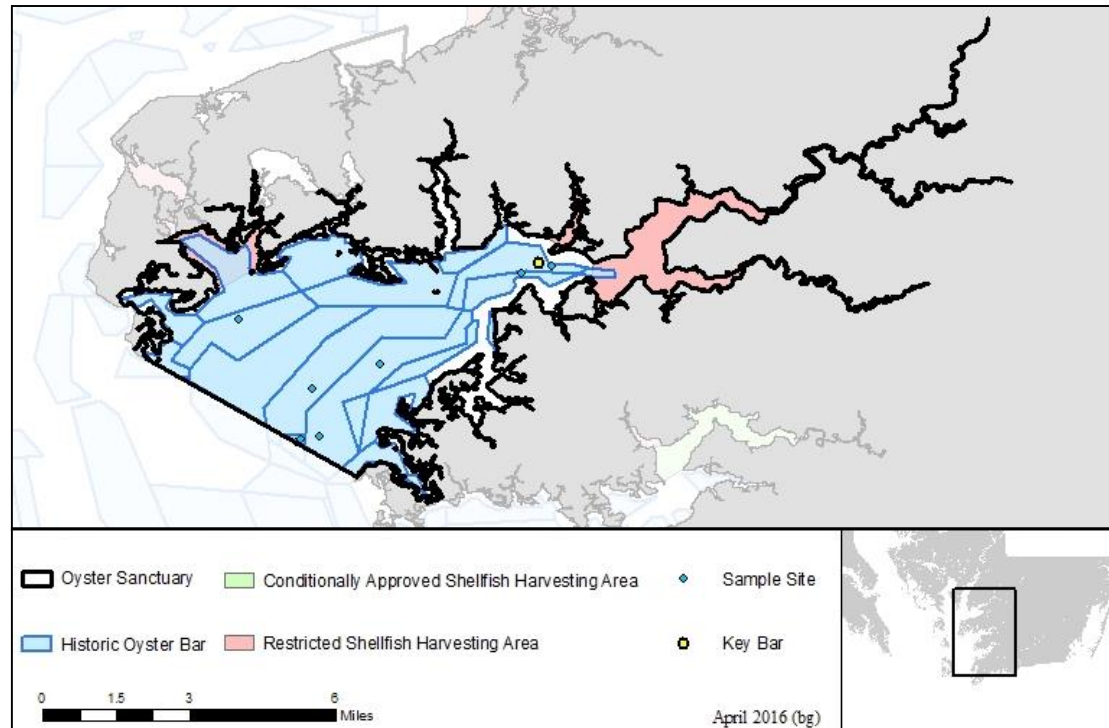 Oyster Sanctuary
Conditionally Approved Shellfish Harvesting Area
Sample Site
Historic Oyster Bar
Restricted Shellfish Harvesting Area
Key Bar
0 1.5 3 6
Miles
April 2016 (bg)